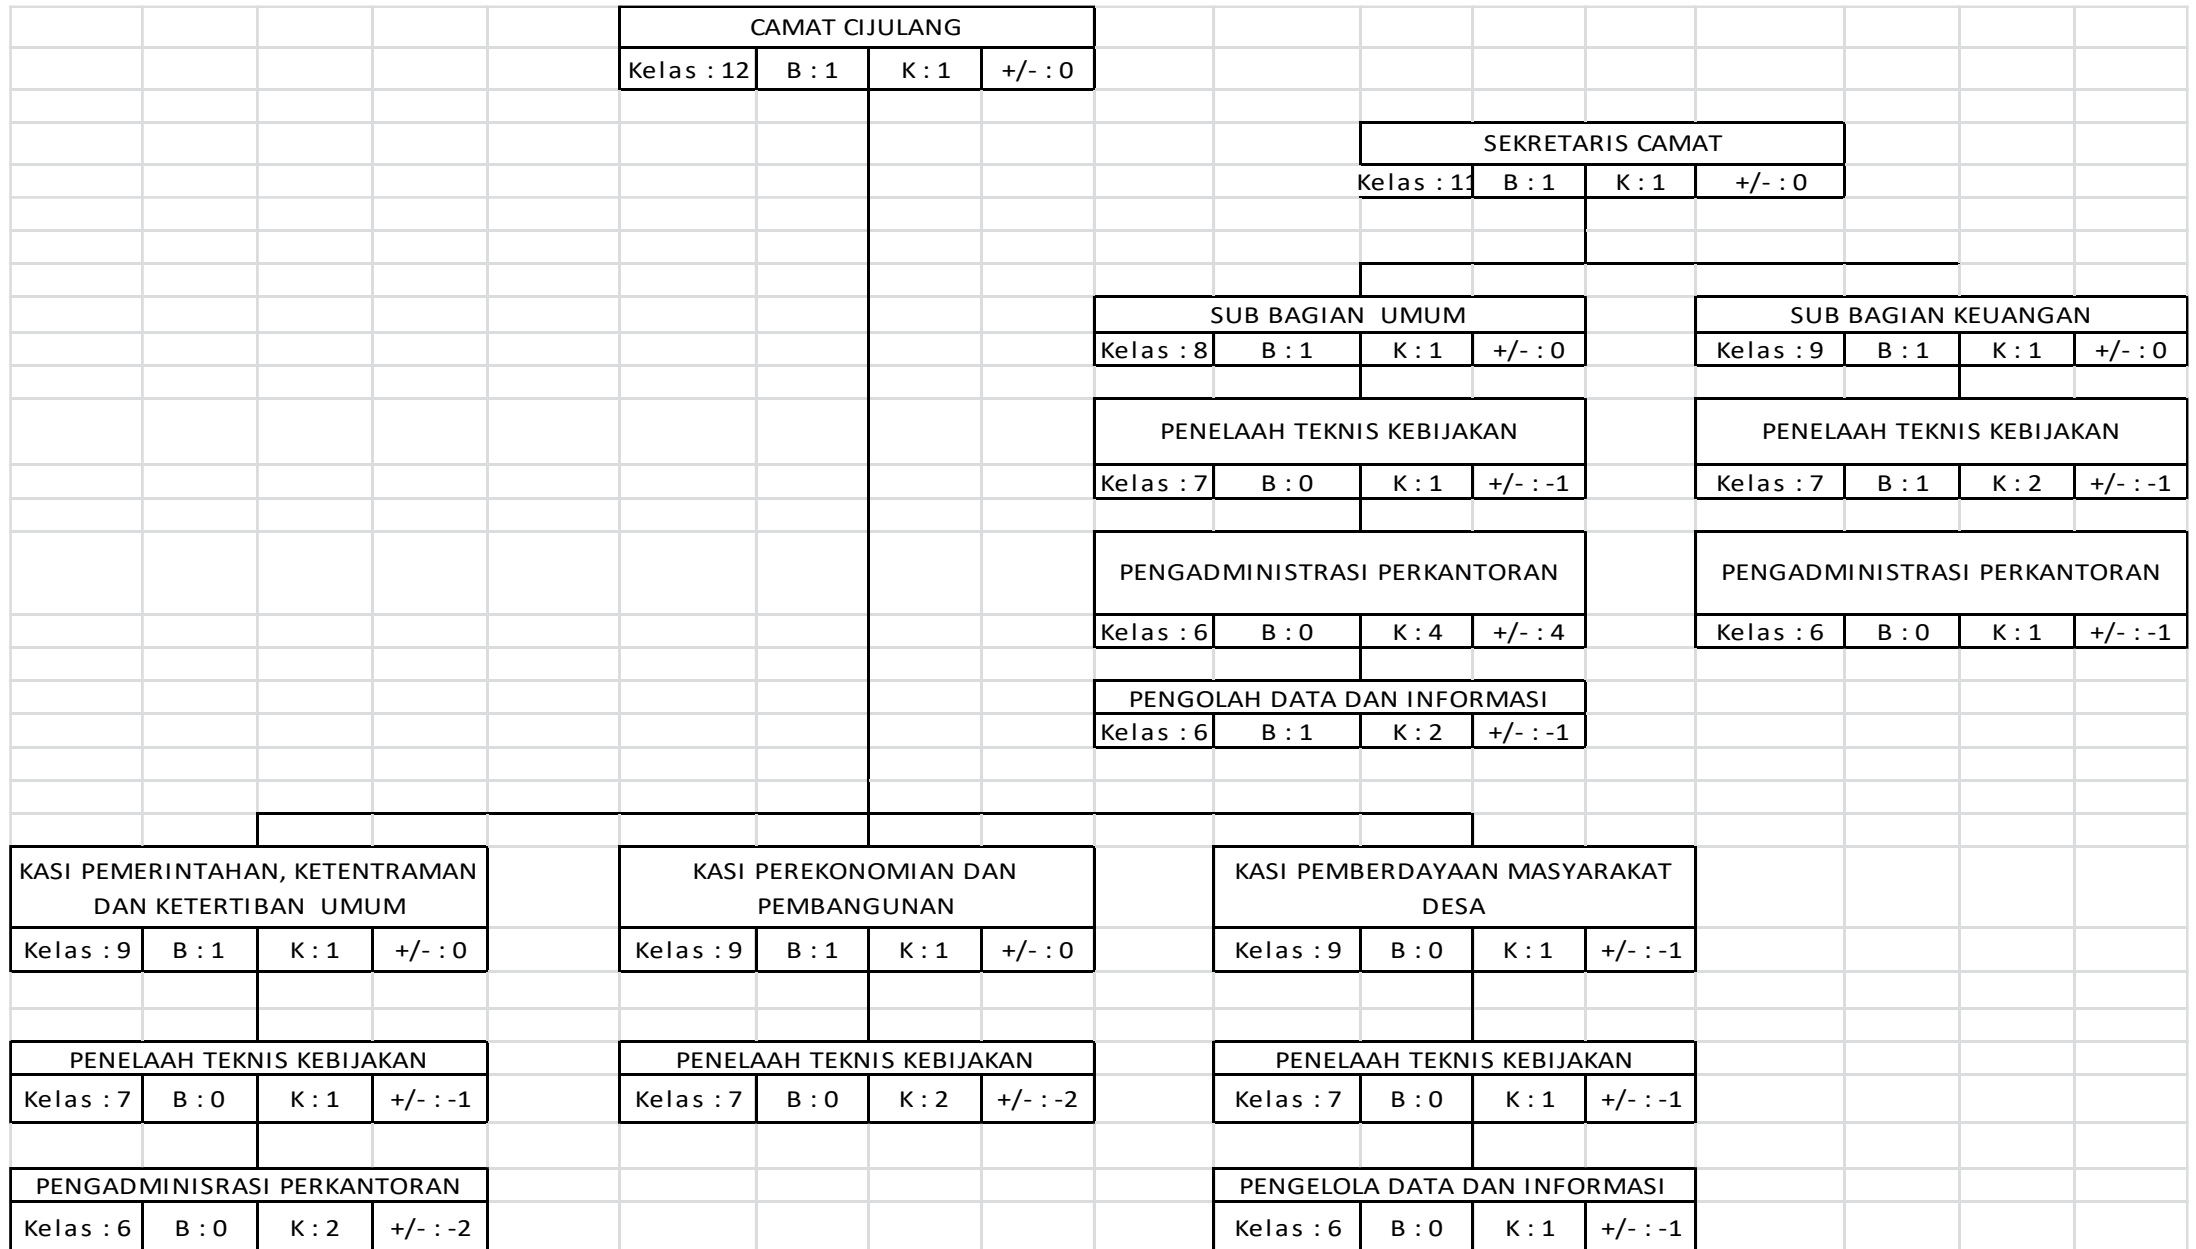 CAMAT CIJULANG
Kelas : 12 B : 1 K : 1 +/- : 0
SEKRETARIS CAMAT
Kelas : 11 B : 1 K : 1 +/- : 0
SUB BAGIAN UMUM SUB BAGIAN KEUANGAN
Kelas : 8 B : 1 K : 1 +/- : 0 Kelas : 9 B : 1 K : 1 +/- : 0
PENELAAH TEKNIS KEBIJAKAN PENELAAH TEKNIS KEBIJAKAN
Kelas : 7 B : 0 K : 1 +/- : -1 Kelas : 7 B : 1 K : 2 +/- : -1
PENGADMINISTRASI PERKANTORAN PENGADMINISTRASI PERKANTORAN
Kelas : 6 B : 0 K : 4 +/- : 4 Kelas : 6 B : 0 K : 1 +/- : -1
PENGOLAH DATA DAN INFORMASI
Kelas : 6 B : 1 K : 2 +/- : -1
KASI PEMERINTAHAN, KETENTRAMAN KASI PEREKONOMIAN DAN KASI PEMBERDAYAAN MASYARAKAT
DAN KETERTIBAN UMUM PEMBANGUNAN DESA
Kelas : 9 B : 1 K : 1 +/- : 0 Kelas : 9 B : 1 K : 1 +/- : 0 Kelas : 9 B : 0 K : 1 +/- : -1
PENELAAH TEKNIS KEBIJAKAN PENELAAH TEKNIS KEBIJAKAN PENELAAH TEKNIS KEBIJAKAN
Kelas : 7 B : 0 K : 1 +/- : -1 Kelas : 7 B : 0 K : 2 +/- : -2 Kelas : 7 B : 0 K : 1 +/- : -1
PENGADMINISRASI PERKANTORAN PENGELOLA DATA DAN INFORMASI
Kelas : 6 B : 0 K : 2 +/- : -2 Kelas : 6 B : 0 K : 1 +/- : -1